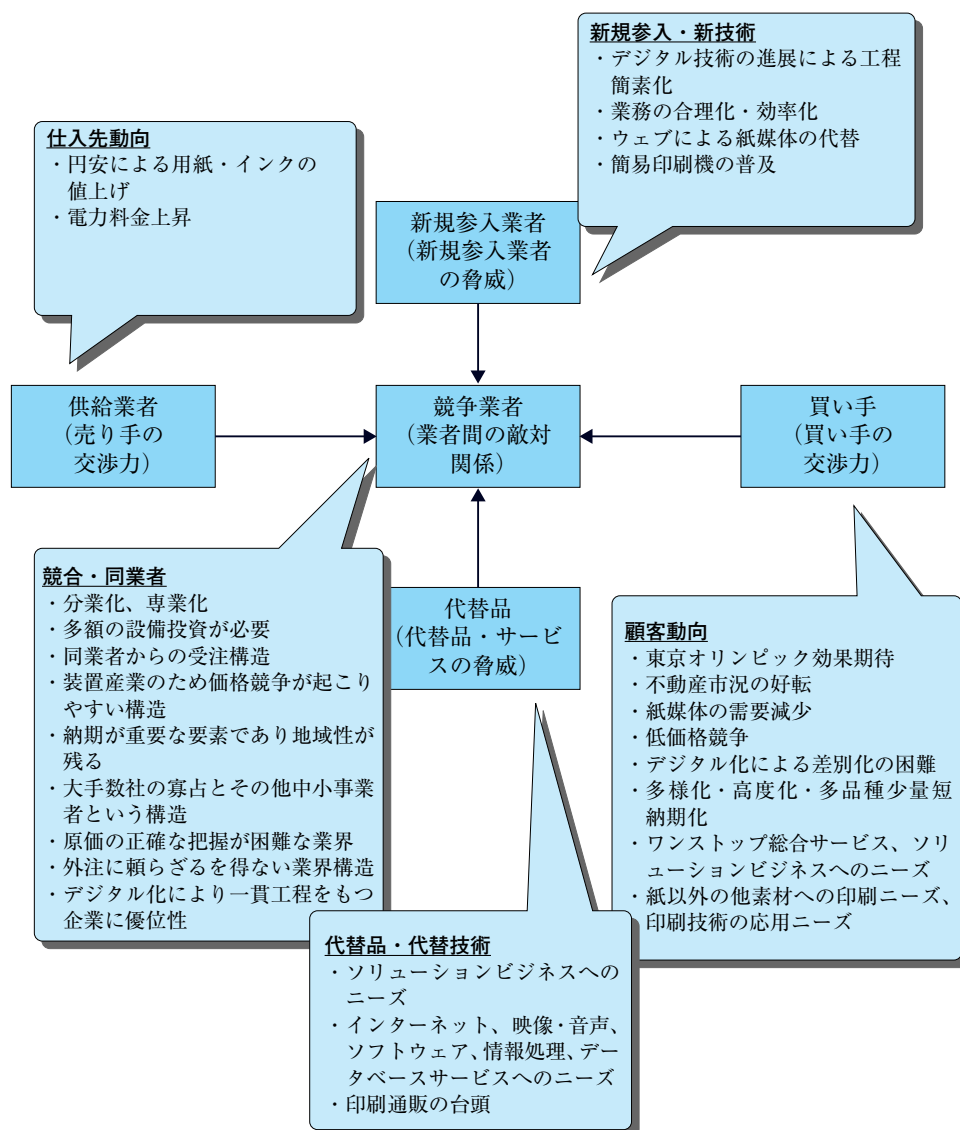 新規参入・新技術
・デジタル技術の進展による工程
簡素化
・業務の合理化・効率化
・ウェブによる紙媒体の代替
・簡易印刷機の普及
仕入先動向
・円安による用紙・インクの
値上げ
・電力料金上昇
新規参入業者
（新規参入業者
の脅威）
供給業者
（売り手の
交渉力）
競争業者
（業者間の敵対
関係）
買い手
（買い手の
交渉力）
競合・同業者
・分業化、専業化
・多額の設備投資が必要
・同業者からの受注構造
・装置産業のため価格競争が起こり
やすい構造
・納期が重要な要素であり地域性が
残る
・大手数社の寡占とその他中小事業
者という構造
・原価の正確な把握が困難な業界
・外注に頼らざるを得ない業界構造
・デジタル化により一貫工程をもつ
企業に優位性
代替品
（代替品・サービ
スの脅威）
顧客動向
・東京オリンピック効果期待
・不動産市況の好転
・紙媒体の需要減少
・低価格競争
・デジタル化による差別化の困難
・多様化・高度化・多品種少量短
納期化
・ワンストップ総合サービス、ソリ
ューションビジネスへのニーズ
・紙以外の他素材への印刷ニーズ、
印刷技術の応用ニーズ
代替品・代替技術
・ソリューションビジネスへの
ニーズ
・インターネット、映像・音声、
ソフトウェア、情報処理、デー
タベースサービスへのニーズ
・印刷通販の台頭